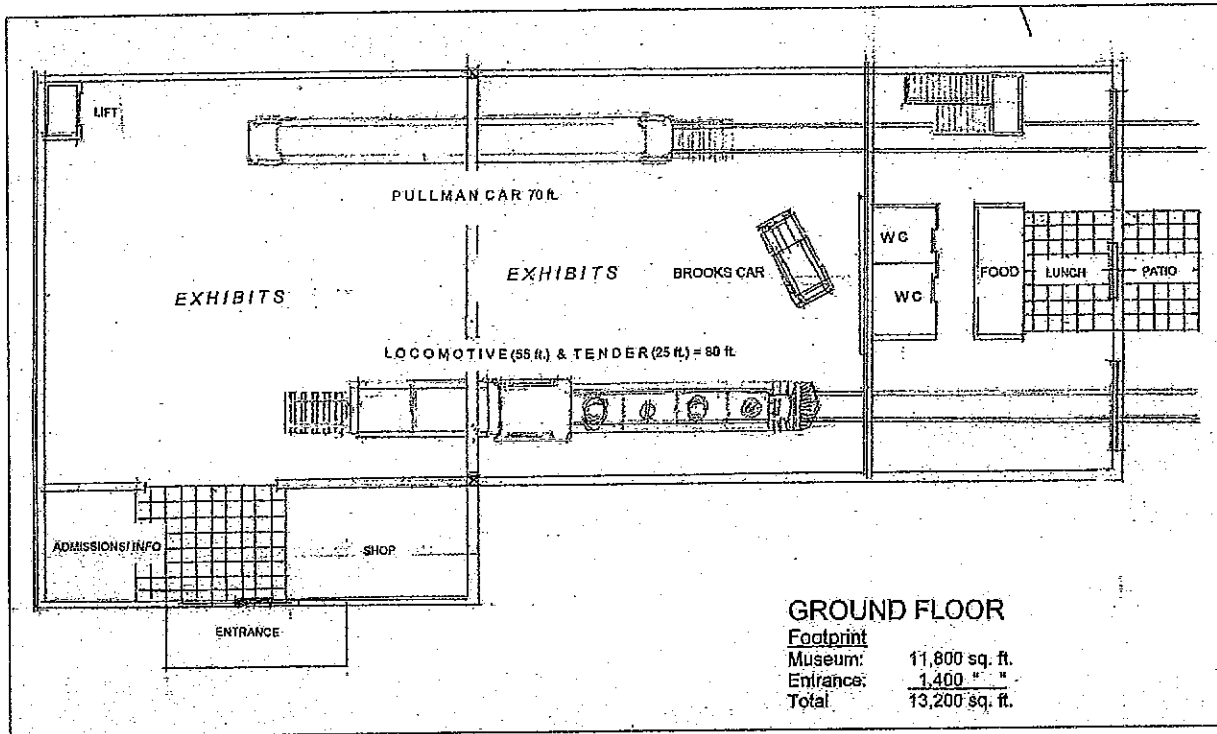 LIFT
PULLMAN CAR 70 ft.
WC
EXHIBITS
BROOKS CAR
FOOD
LUNCH
PATIO
EXHIBITS
WC
LOCOMOTIVE (55 ft.) & TENDER (25 ft.) = 80 ft.
ADMISSIONS/INFO
SHOP
ENTRANCE
GROUND FLOOR
Footprint
Museum: 11,800 sq. ft.
Entrance: 1,400 " "
Total 13,200 sq. ft.